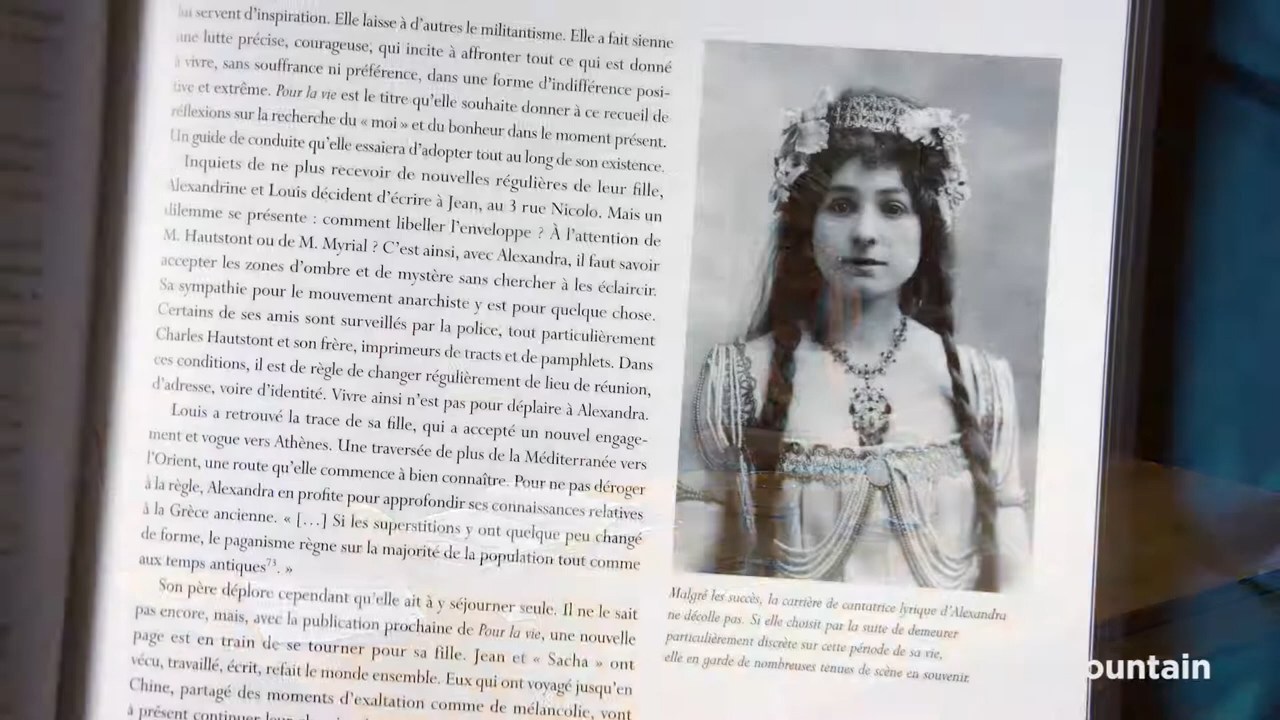 lui servent d'inspiration. Elle laisse à d'autres le militantisme. Elle a fait sienne
une lutte précise, courageuse, qui incite à affronter tout ce qui est donné
à vivre, sans souffrance ni préférence, dans une forme d'indifférence posi-
tive et extrême. Pour la vie est le titre qu'elle souhaite donner à ce recueil de
réflexions sur la recherche du « moi » et du bonheur dans le moment présent.
Un guide de conduite qu'elle essaiera d'adopter tout au long de son existence.
Inquiets de ne plus recevoir de nouvelles régulières de leur fille,
Alexandrine et Louis décident d'écrire à Jean, au 3 rue Nicolo. Mais un
dilemme se présente : comment libeller l'enveloppe ? À l'attention de
M. Hautstont ou de M. Myrial ? C'est ainsi, avec Alexandra, il faut savoir
accepter les zones d'ombre et de mystère sans chercher à les éclaircir.
Sa sympathie pour le mouvement anarchiste y est pour quelque chose.
Certains de ses amis sont surveillés par la police, tout particulièrement
Charles Hautstont et son frère, imprimeurs de tracts et de pamphlets. Dans
ces conditions, il est de règle de changer régulièrement de lieu de réunion,
d'adresse, voire d'identité. Vivre ainsi n'est pas pour déplaire à Alexandra.
Louis a retrouvé la trace de sa fille, qui a accepté un nouvel engage-
ment et vogue vers Athènes. Une traversée de plus de la Méditerranée vers
l'Orient, une route qu'elle commence à bien connaître. Pour ne pas déroger
à la règle, Alexandra en profite pour approfondir ses connaissances relatives
à la Grèce ancienne. « […] Si les superstitions y ont quelque peu changé
de forme, le paganisme règne sur la majorité de la population tout comme
aux temps antiques73. »
Son père déplore cependant qu'elle ait à y séjourner seule. Il ne le sait
pas encore, mais, avec la publication prochaine de Pour la vie, une nouvelle
page est en train de se tourner pour sa fille. Jean et « Sacha » ont
vécu, travaillé, écrit, refait le monde ensemble. Eux qui ont voyagé jusqu'en
Chine, partagé des moments d'exaltation comme de mélancolie, vont
à présent continuer
Malgré les succès, la carrière de cantatrice lyrique d'Alexandra
ne décolle pas. Si elle choisit par la suite de demeurer
particulièrement discrète sur cette période de sa vie,
elle en garde de nombreuses tenues de scène en souvenir.
ountain